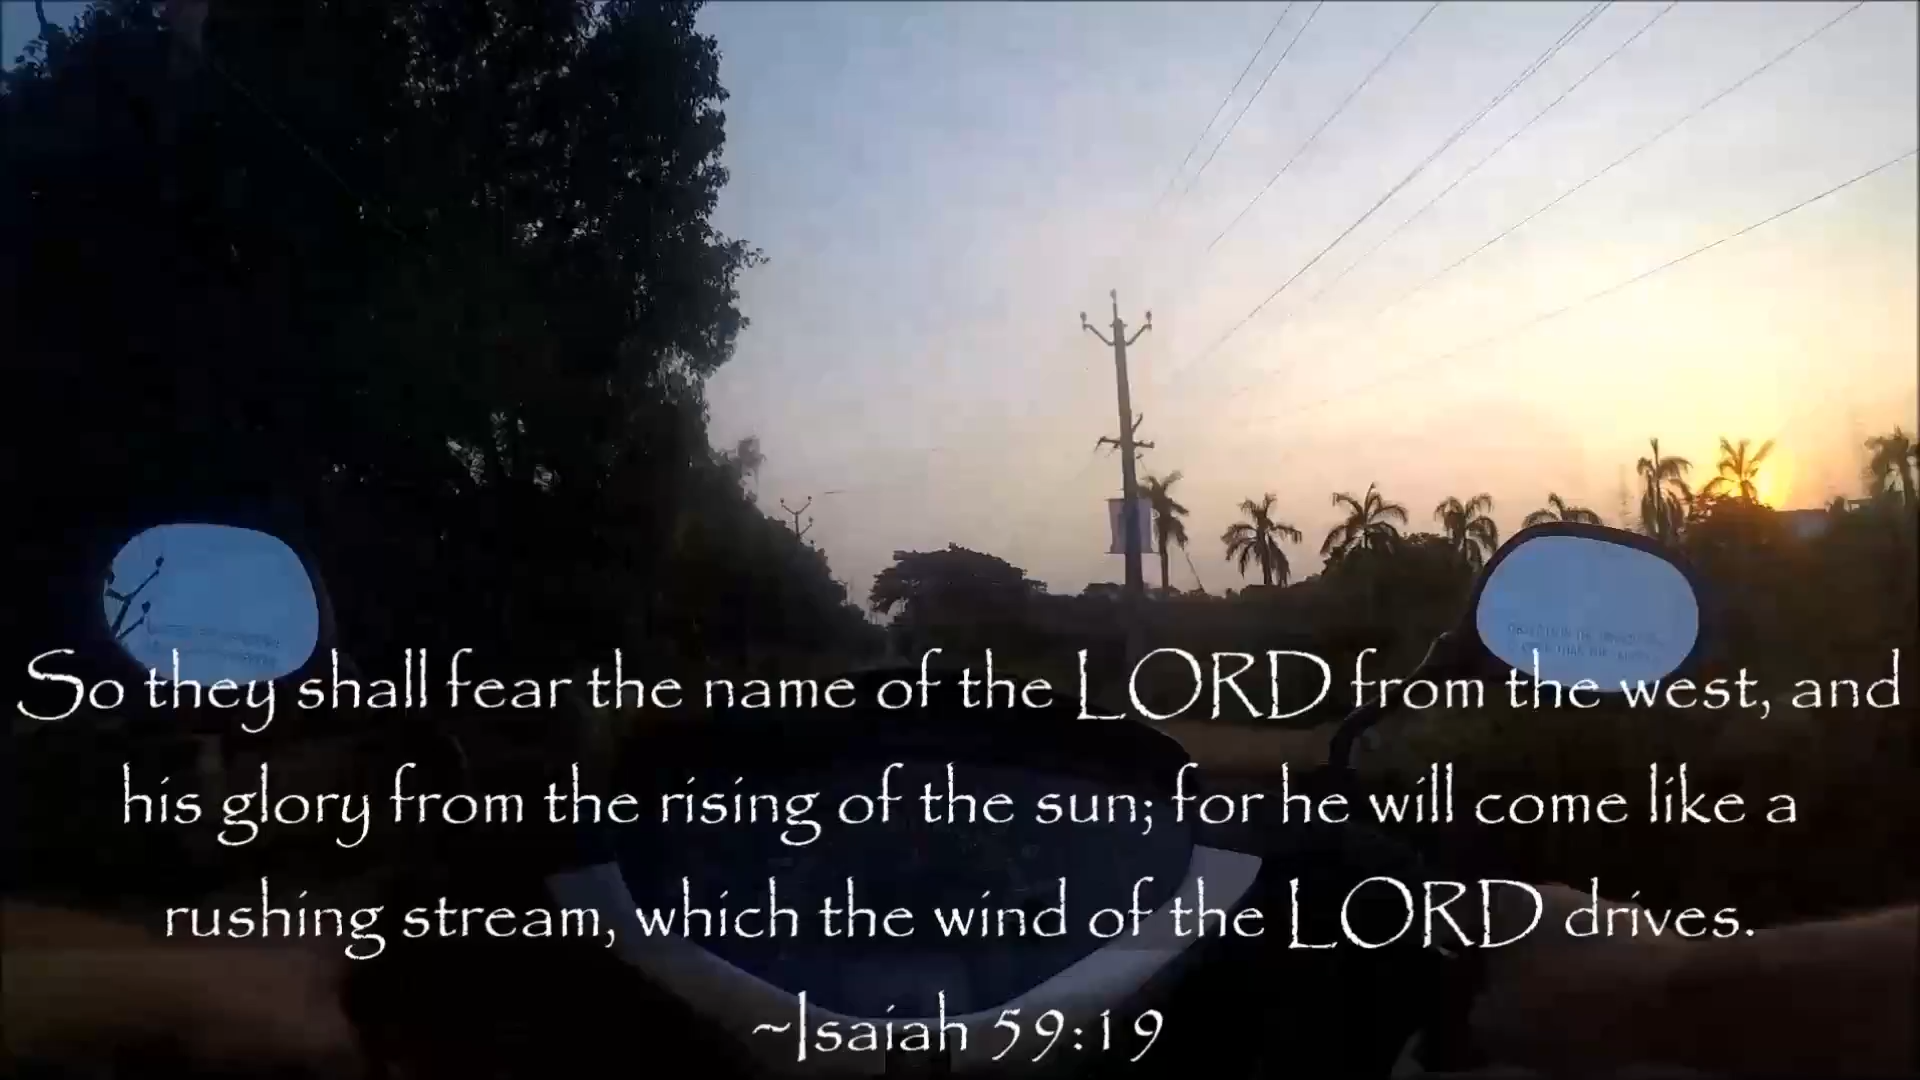 So they shall fear the name of the LORD from the west, and
his glory from the rising of the sun; for he will come like a
rushing stream, which the wind of the LORD drives.
~Isaiah 59:19